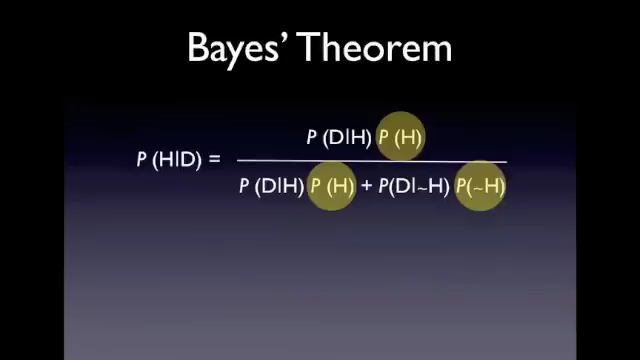 Bayes’ Theorem
P (D|H) P (H)
P (H|D) =
P (D|H) P (H) + P(D|~H) P(~H)